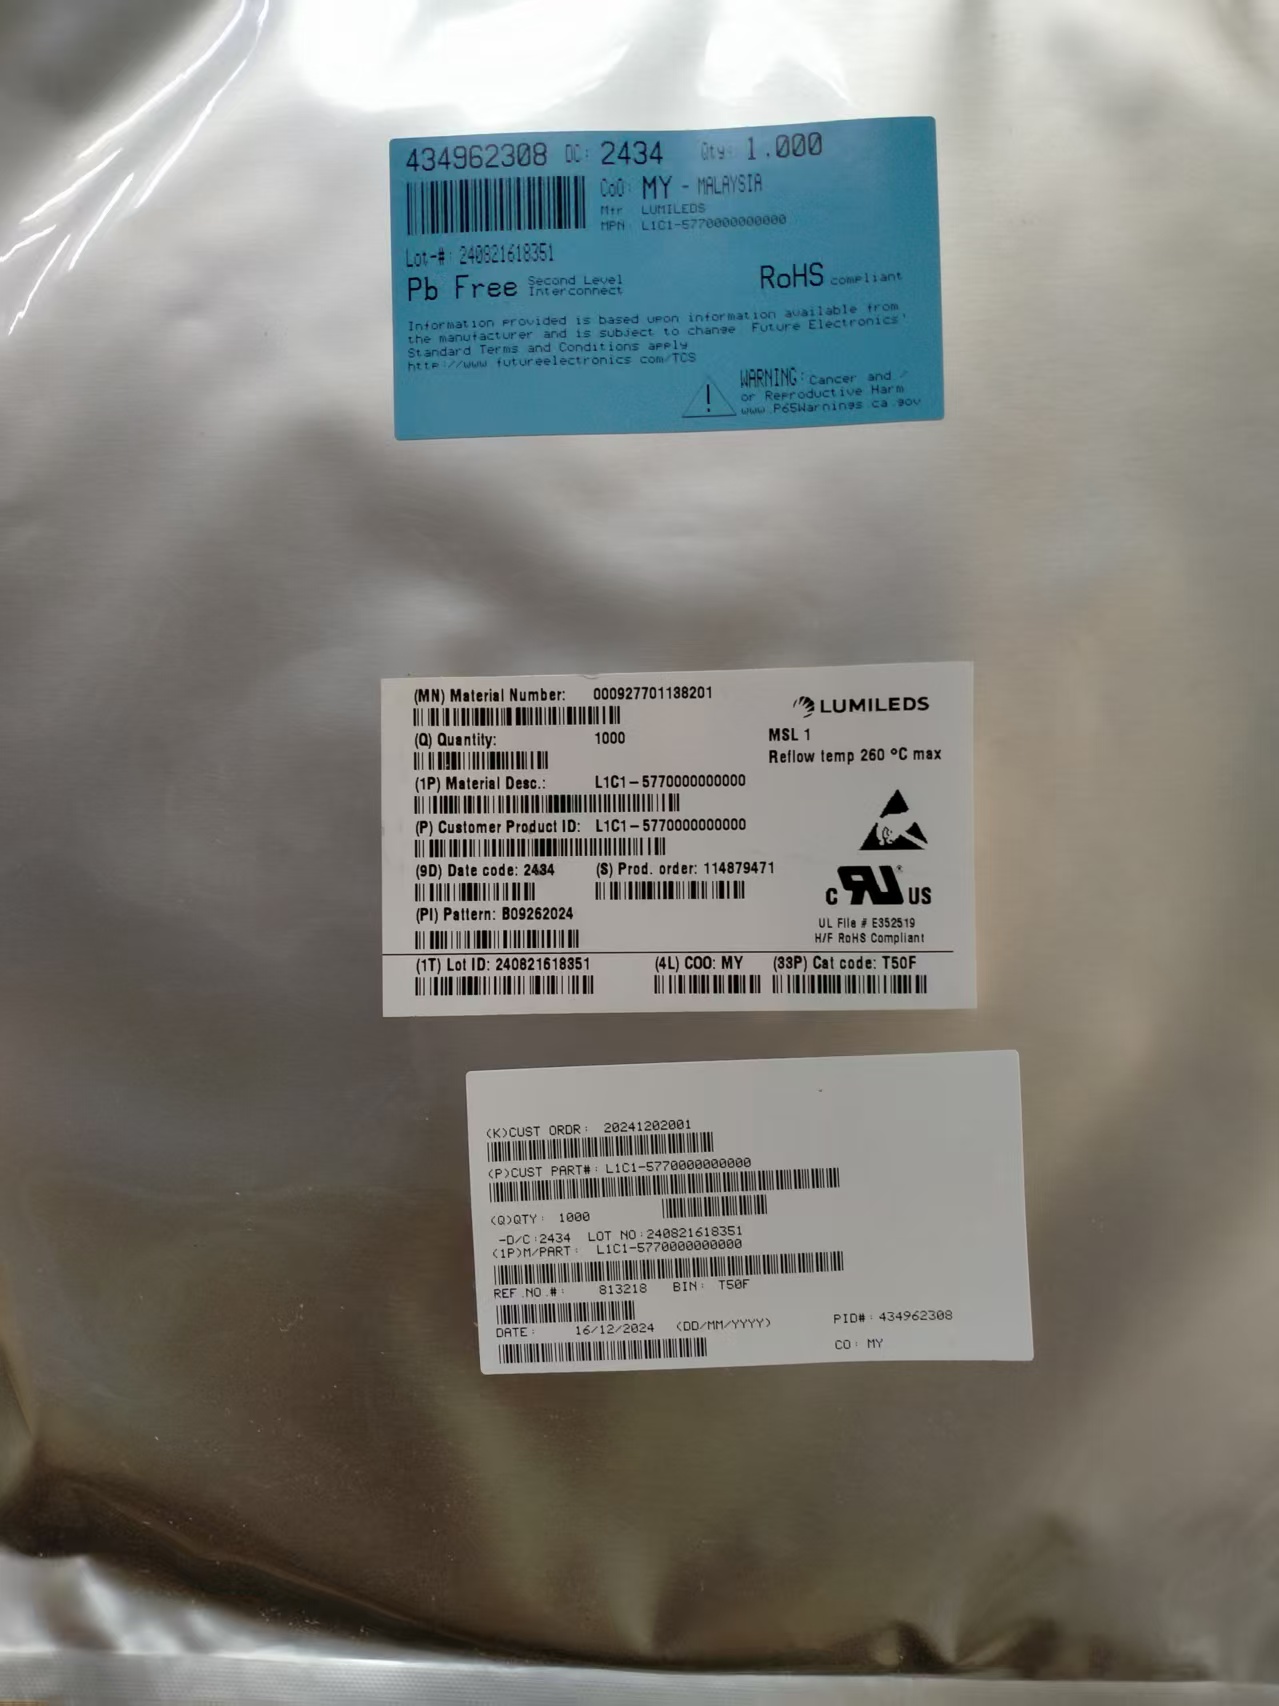 434962308 DC: 2434 Qty: 1.000
CoO: MY - MALAYSIA
Mfr LUMILEDS
MPN: L1C1-5770000000000
Lot-#: 240821618351
Pb Free Second Level Interconnect
RoHS compliant
Information provided is based upon information available from
the manufacturer and is subject to change Future Electronics'
Standard Terms and Conditions apply
http://www futureelectronics com/TCS
WARNING: Cancer and /
or Reproductive Harm
www.P65Warnings.ca.gov
(MN) Material Number: 000927701138201
LUMILEDS
(Q) Quantity: 1000
MSL 1
Reflow temp 260 °C max
(1P) Material Desc.: L1C1-5770000000000
(P) Customer Product ID: L1C1-5770000000000
(9D) Date code: 2434 (S) Prod. order: 114879471
(PI) Pattern: B09262024
C RU ® US
UL File # E352519
H/F RoHS Compliant
(1T) Lot ID: 240821618351 (4L) COO: MY (33P) Cat code: T50F
(K)CUST ORDR: 20241202001
(P)CUST PART#: L1C1-5770000000000
(Q)QTY: 1000
-D/C:2434 LOT NO:240821618351
(1P)M/PART: L1C1-5770000000000
REF.NO.#: 813218 BIN: T50F
DATE: 16/12/2024 (DD/MM/YYYY) PID#: 434962308
CO: MY